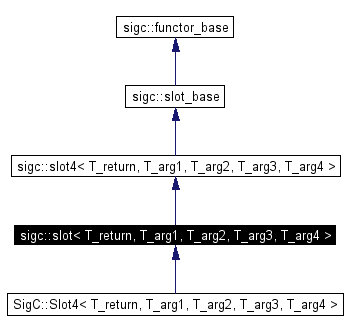 sigc::functor_base
sigc::slot_base
sigc::slot4< T_return, T_arg1, T_arg2, T_arg3, T_arg4 >
sigc::slot< T_return, T_arg1, T_arg2, T_arg3, T_arg4 >
SigC::Slot4< T_return, T_arg1, T_arg2, T_arg3, T_arg4 >